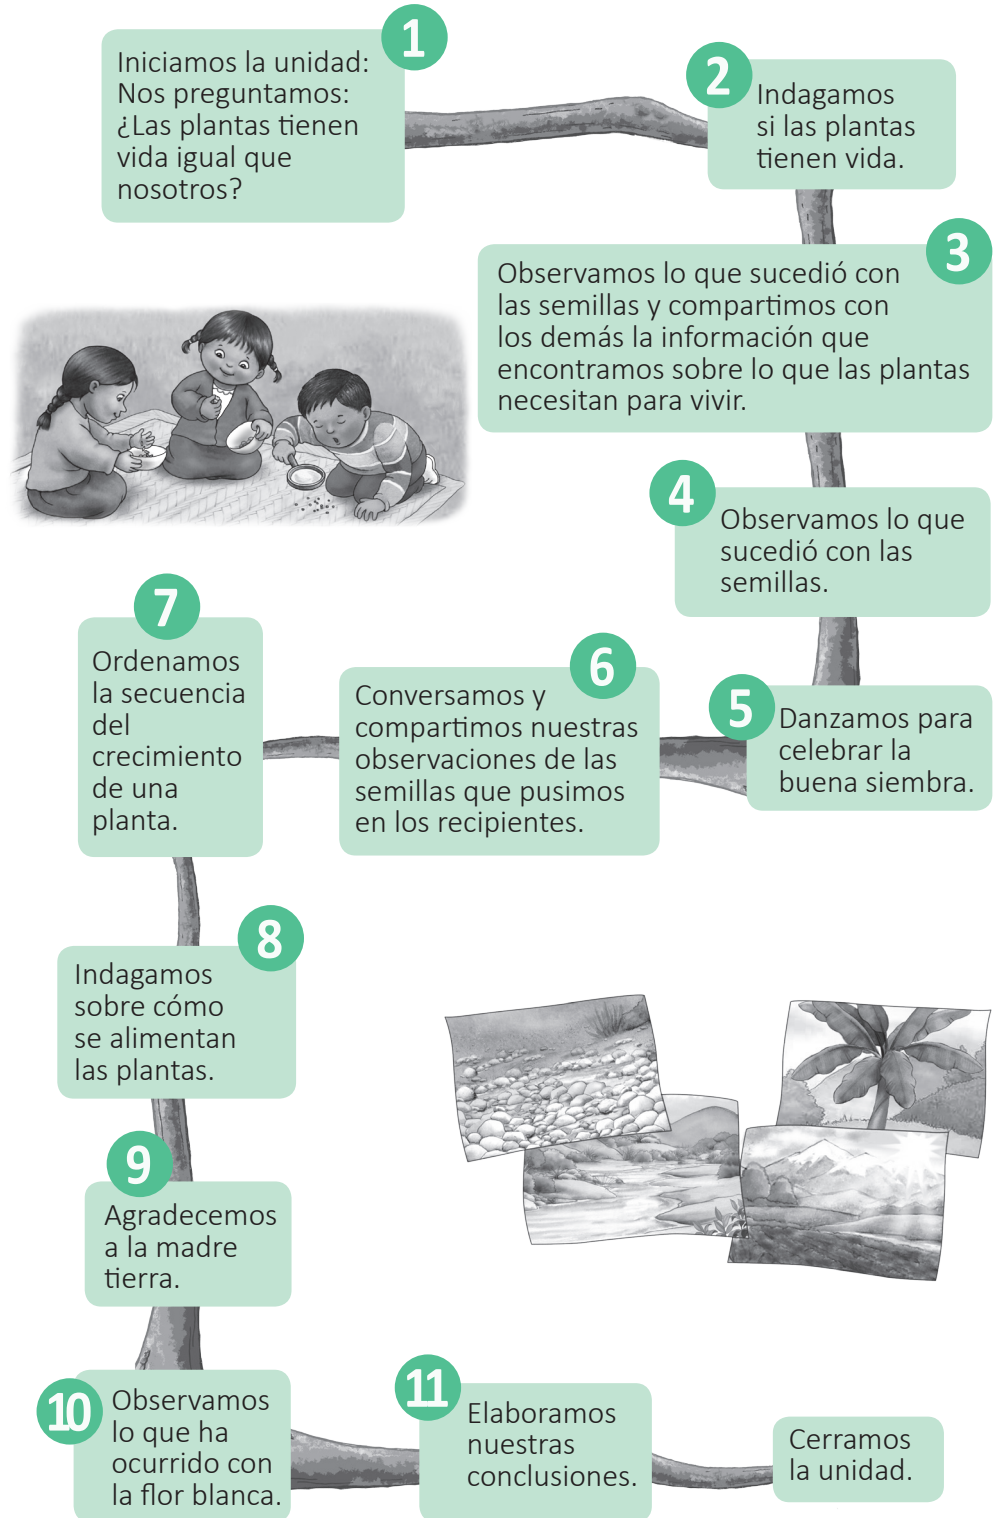 1
Iniciamos la unidad:
Nos preguntamos:
¿Las plantas tienen
vida igual que
nosotros?
2
Indagamos
si las plantas
tienen vida.
3
Observamos lo que sucedió con
las semillas y compartimos con
los demás la información que
encontramos sobre lo que las plantas
necesitan para vivir.
4
Observamos lo que
sucedió con las
semillas.
5
Danzamos para
celebrar la
buena siembra.
6
Conversamos y
compartimos nuestras
observaciones de las
semillas que pusimos
en los recipientes.
7
Ordenamos
la secuencia
del
crecimiento
de una
planta.
8
Indagamos
sobre cómo
se alimentan
las plantas.
9
Agradecemos
a la madre
tierra.
10
Observamos
lo que ha
ocurrido con
la flor blanca.
11
Elaboramos
nuestras
conclusiones.
Cerramos
la unidad.